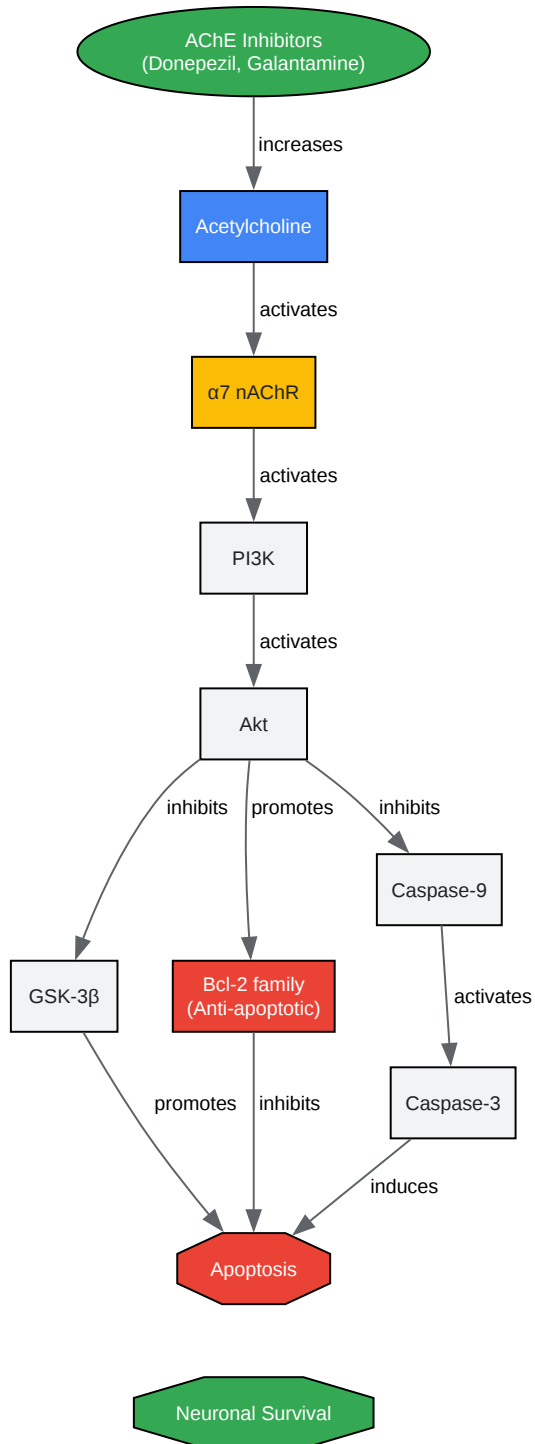 AChE Inhibitors
(Donepezil, Galantamine)
increases
Acetylcholine
activates
α7 nAChR
activates
PI3K
activates
Akt
inhibits
promotes
inhibits
Caspase-9
GSK-3β
Bcl-2 family
(Anti-apoptotic)
activates
promotes
inhibits
Caspase-3
induces
Apoptosis
Neuronal Survival